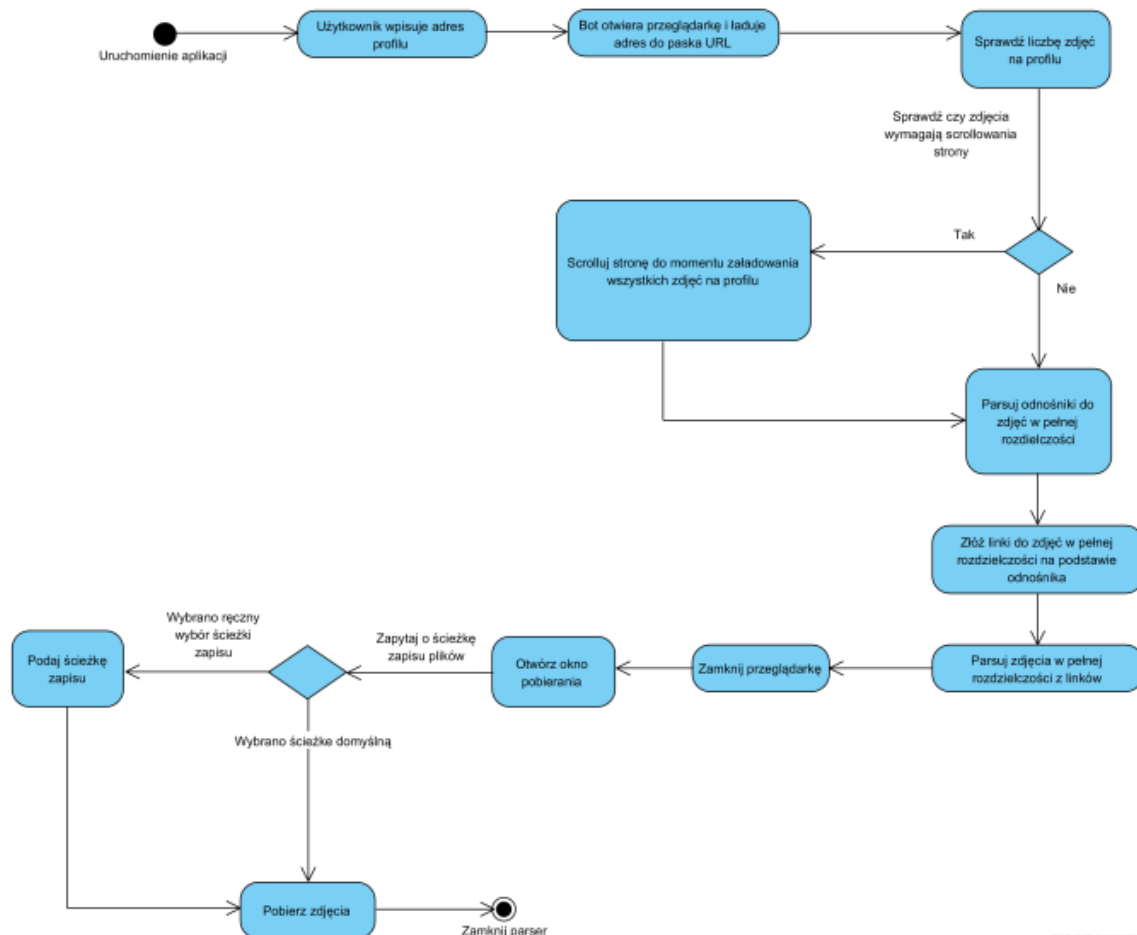 Uruchomienie aplikacji
Użytkownik wpisuje adres
profilu
Bot otwiera przeglądarkę i ładuje
adres do paska URL
Sprawdź liczbę zdjęć
na profilu
Sprawdź czy zdjęcia
wymagają scrollowania
strony
Tak
Nie
Scrolluj stronę do momentu załadowania
wszystkich zdjęć na profilu
Parsuj odnośniki do
zdjęć w pełnej
rozdielczości
Złóż linki do zdjęć w pełnej
rozdzielczości na podstawie
odnośnika
Parsuj zdjęcia w pełnej
rozdzielczości z linków
Zamknij przeglądarkę
Otwórz okno
pobierania
Zapytaj o ścieżkę
zapisu plików
Wybrano ręczny
wybór ścieżki
zapisu
Podaj ścieżkę
zapisu
Wybrano ścieżke domyślną
Pobierz zdjęcia
Zamknij parser